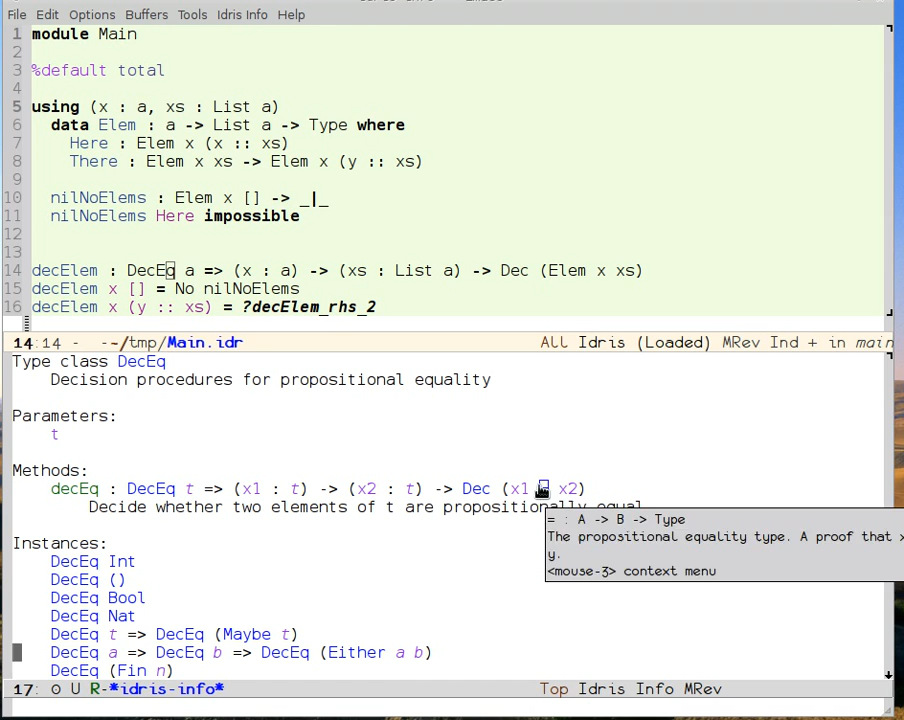 File Edit Options Buffers Tools Idris Info Help
1 module Main
2
3 %default total
4
5 using (x : a, xs : List a)
6 data Elem : a -> List a -> Type where
7 Here : Elem x (x :: xs)
8 There : Elem x xs -> Elem x (y :: xs)
9
10 nilNoElems : Elem x [] -> _|_
11 nilNoElems Here impossible
12
13
14 decElem : DecEq a => (x : a) -> (xs : List a) -> Dec (Elem x xs)
15 decElem x [] = No nilNoElems
16 decElem x (y :: xs) = ?decElem_rhs_2
14:14 - --~/tmp/Main.idr All Idris (Loaded) MRev Ind + in main
Type class DecEq
Decision procedures for propositional equality
Parameters:
t
Methods:
decEq : DecEq t => (x1 : t) -> (x2 : t) -> Dec (x1 = x2)
Decide whether two elements of t are propositionally equal
= : A -> B -> Type
The propositional equality type. A proof that x
y.
<mouse-3> context menu
Instances:
DecEq Int
DecEq ()
DecEq Bool
DecEq Nat
DecEq t => DecEq (Maybe t)
DecEq a => DecEq b => DecEq (Either a b)
DecEq (Fin n)
17: O U R-*idris-info* Top Idris Info MRev